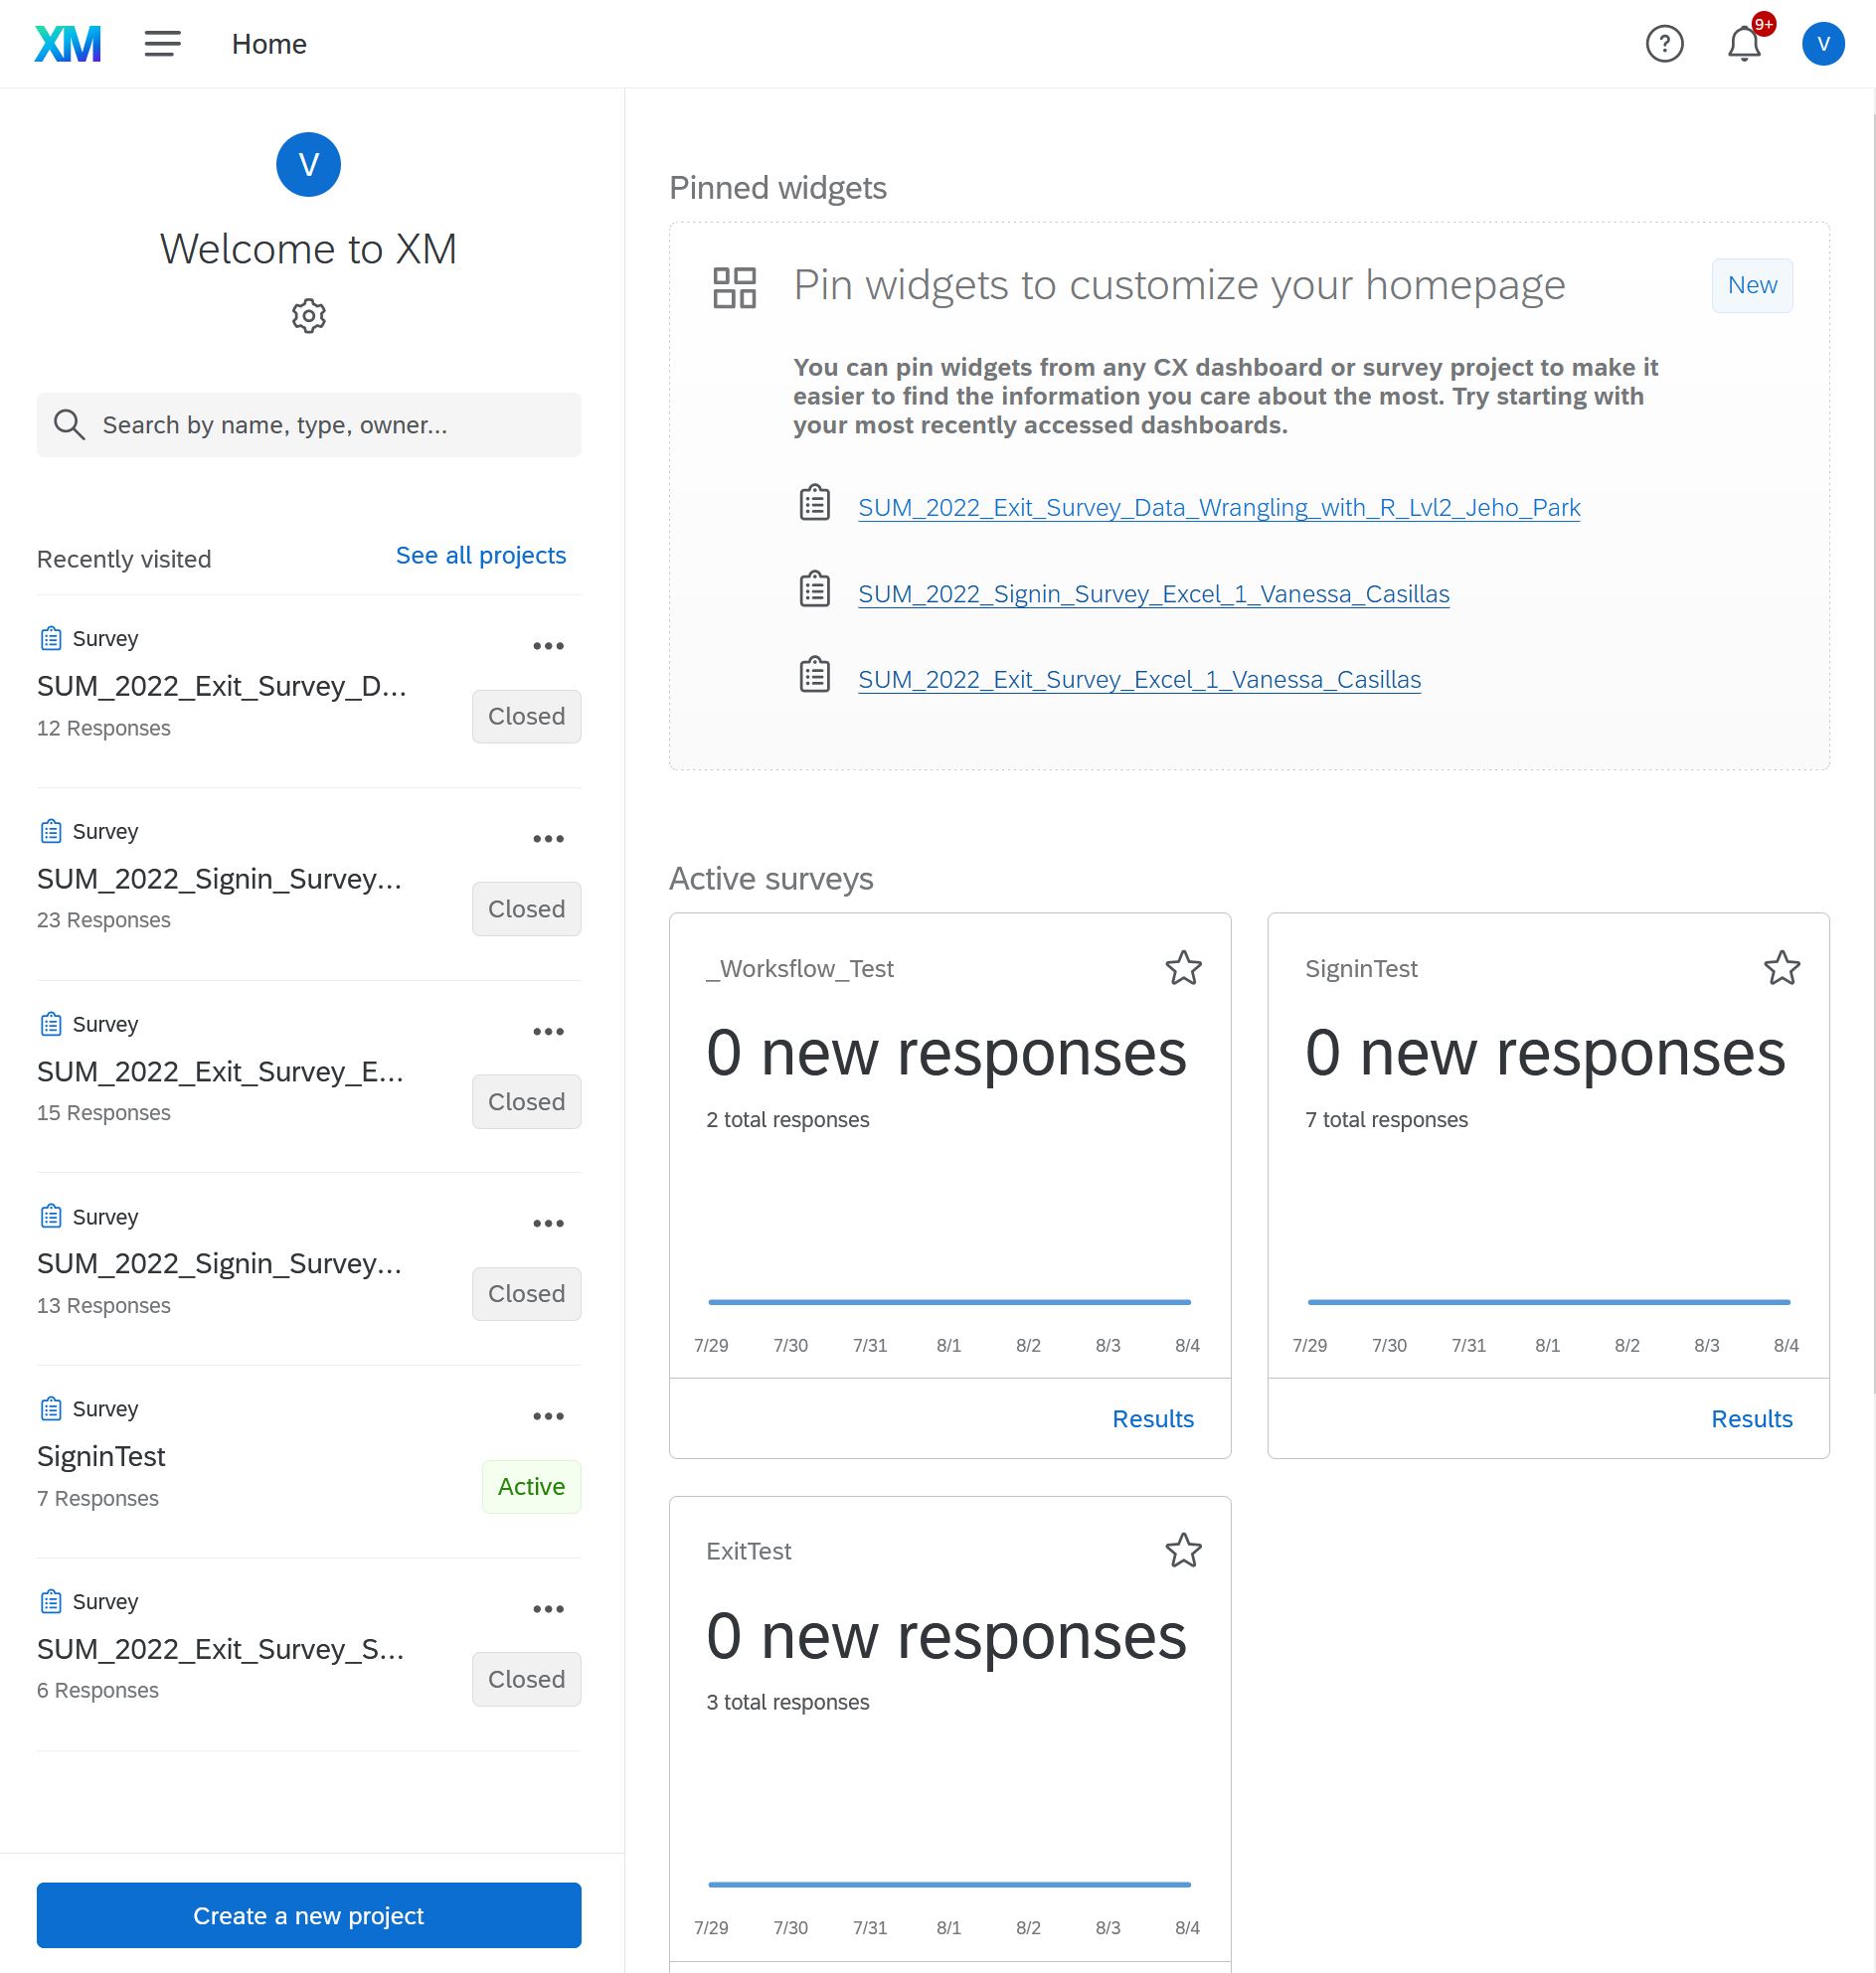 XM
Home
?
9+
V
V
Welcome to XM
Search by name, type, owner...
Recently visited
See all projects
Survey
SUM_2022_Exit_Survey_D...
12 Responses
Closed
Survey
SUM_2022_Signin_Survey...
23 Responses
Closed
Survey
SUM_2022_Exit_Survey_E...
15 Responses
Closed
Survey
SUM_2022_Signin_Survey...
13 Responses
Closed
Survey
SigninTest
7 Responses
Active
Survey
SUM_2022_Exit_Survey_S...
6 Responses
Closed
Create a new project
Pinned widgets
Pin widgets to customize your homepage
New
You can pin widgets from any CX dashboard or survey project to make it
easier to find the information you care about the most. Try starting with
your most recently accessed dashboards.
SUM_2022_Exit_Survey_Data_Wrangling_with_R_Lvl2_Jeho_Park
SUM_2022_Signin_Survey_Excel_1_Vanessa_Casillas
SUM_2022_Exit_Survey_Excel_1_Vanessa_Casillas
Active surveys
_Worksflow_Test
0 new responses
2 total responses
7/29 7/30 7/31 8/1 8/2 8/3 8/4
Results
SigninTest
0 new responses
7 total responses
7/29 7/30 7/31 8/1 8/2 8/3 8/4
Results
ExitTest
0 new responses
3 total responses
7/29 7/30 7/31 8/1 8/2 8/3 8/4